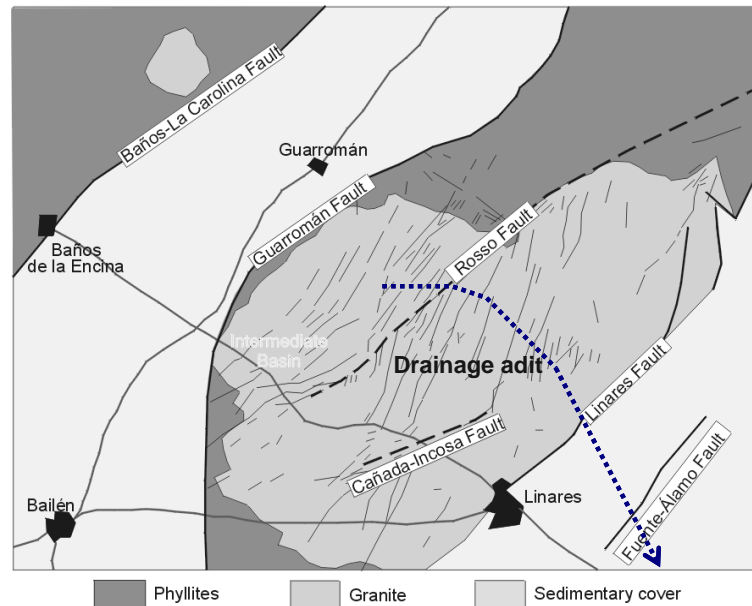 Baños-La Carolina Fault
Guarromán
Guarromán Fault
Rosso Fault
Baños
de la Encina
Intermediate
Basin
Drainage adit
Linares Fault
Cañada-Incosa Fault
Linares
Bailén
Fuente-Álamo Fault
Phyllites
Granite
Sedimentary cover